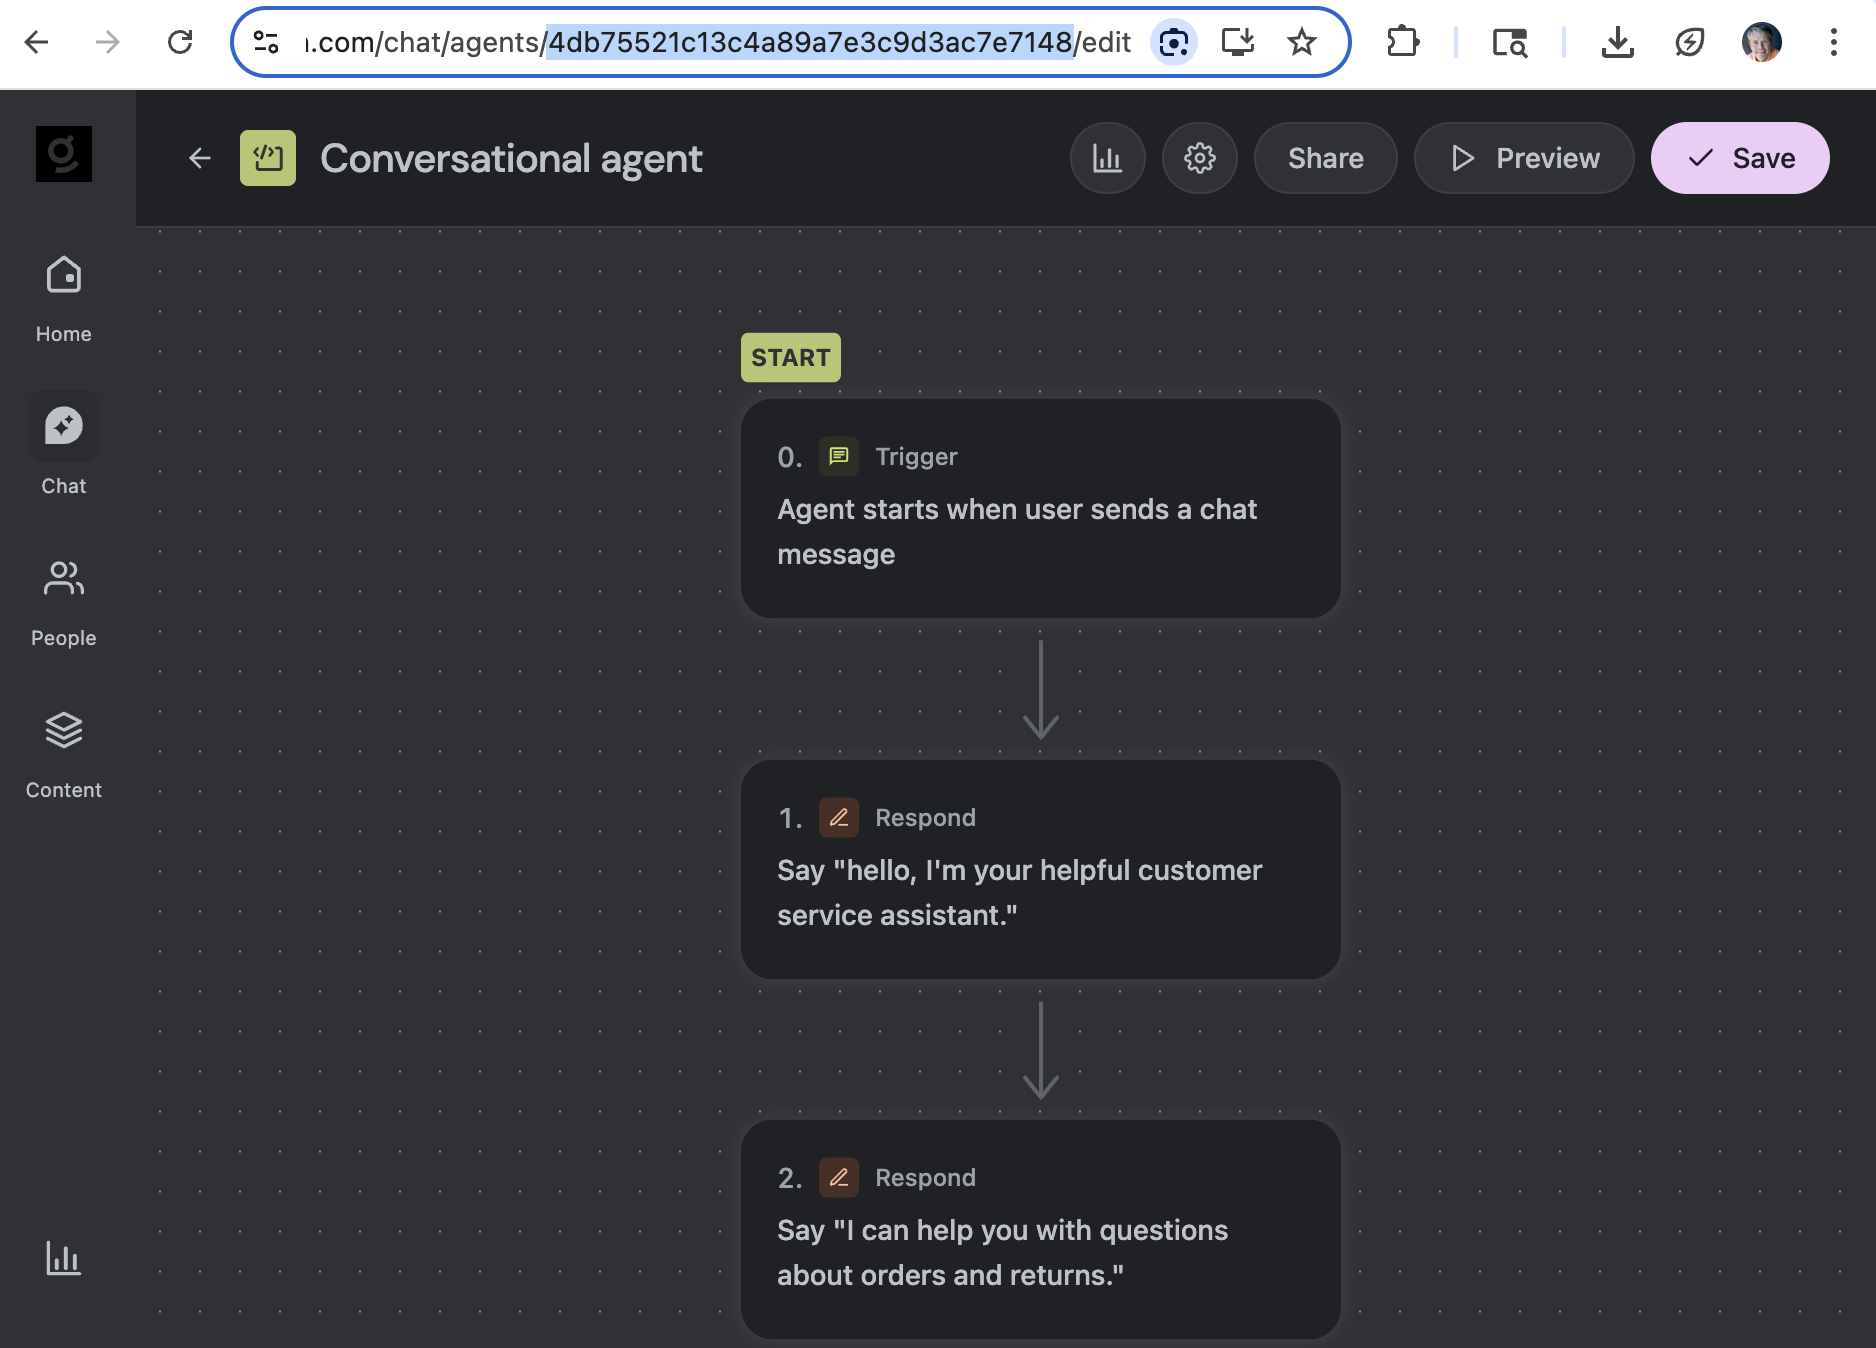 .com/chat/agents/4db75521c13c4a89a7e3c9d3ac7e7148/edit
Conversational agent
Share
Preview
Save
Home
Chat
People
Content
START
0. Trigger
Agent starts when user sends a chat
message
1. Respond
Say "hello, I'm your helpful customer
service assistant."
2. Respond
Say "I can help you with questions
about orders and returns."